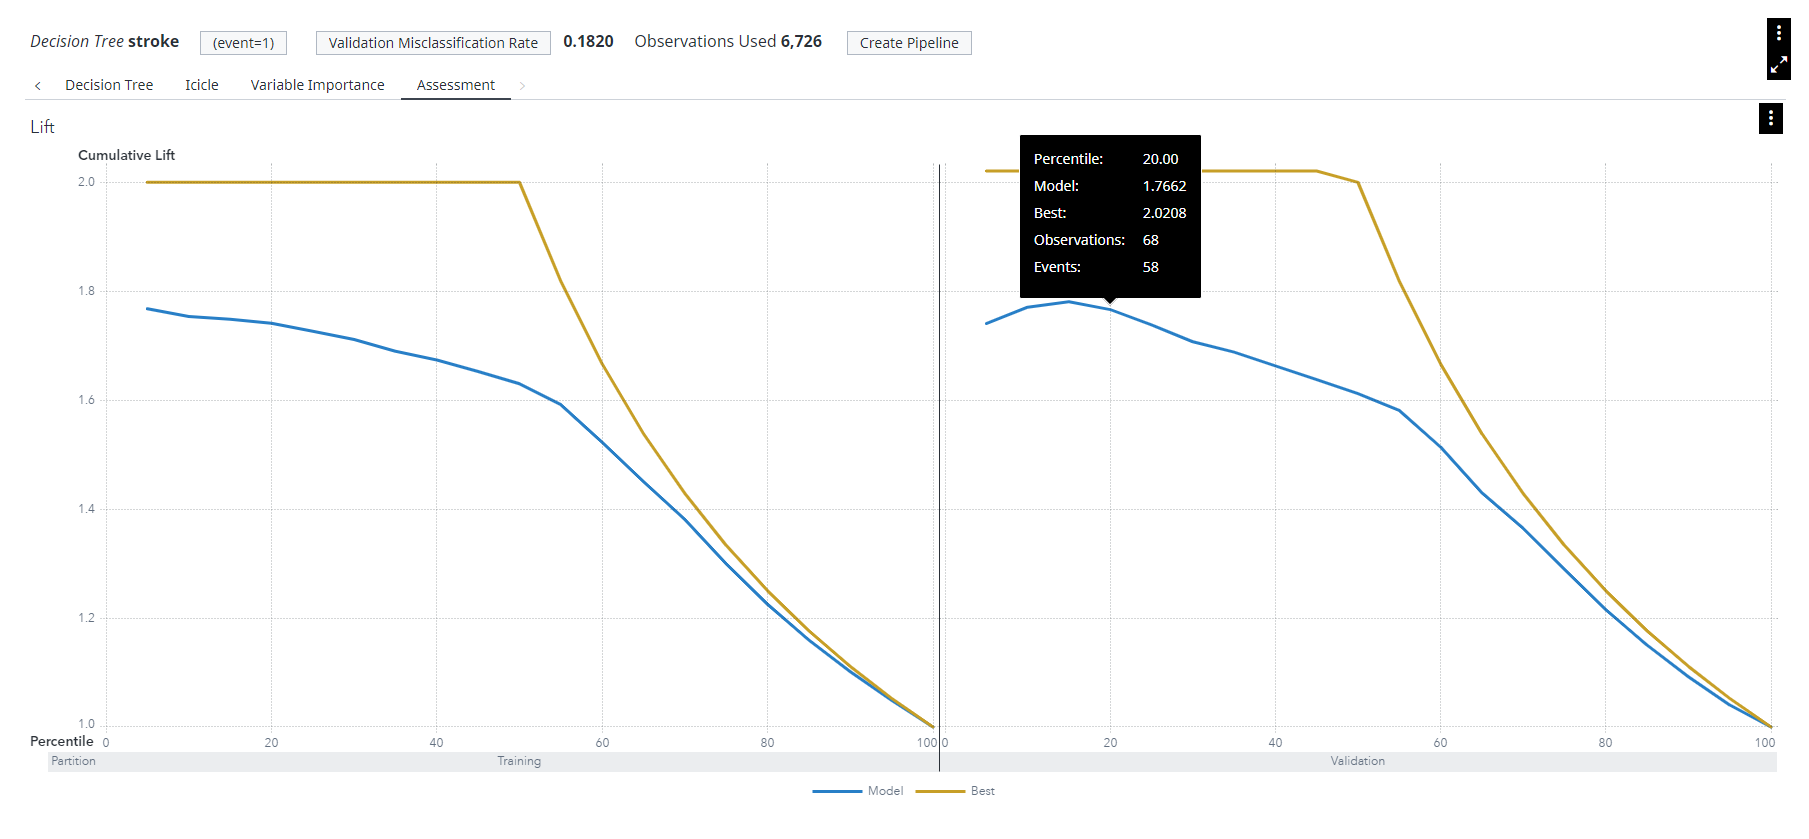 Decision Tree stroke (event=1) Validation Misclassification Rate 0.1820 Observations Used 6,726 Create Pipeline
Decision Tree Icicle Variable Importance Assessment
Lift
Cumulative Lift
2.0
1.8
1.6
1.4
1.2
1.0
Percentile: 20.00
Model: 1.7662
Best: 2.0208
Observations: 68
Events: 58
Percentile 0 20 40 60 80 100 0 20 40 60 80 100
Partition Training Validation
Model Best